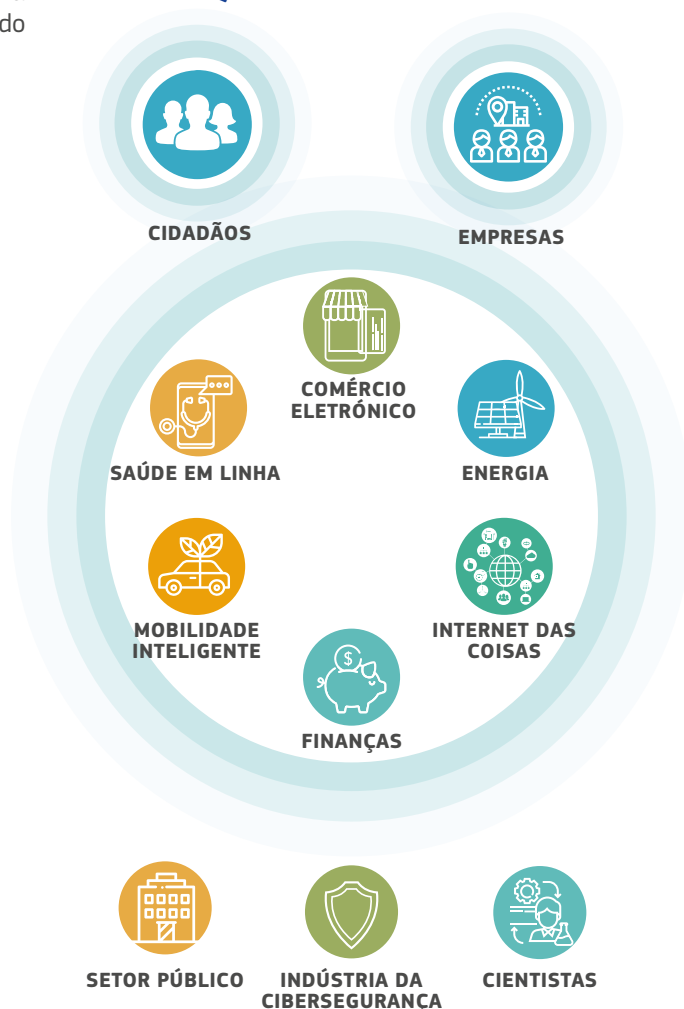 do
CIDADÃOS
EMPRESAS
COMÉRCIO
ELETRÓNICO
SAÚDE EM LINHA
ENERGIA
MOBILIDADE
INTELIGENTE
INTERNET DAS
COISAS
$
FINANÇAS
SETOR PÚBLICO
INDÚSTRIA DA
CIBERSEGURANÇA
CIENTISTAS